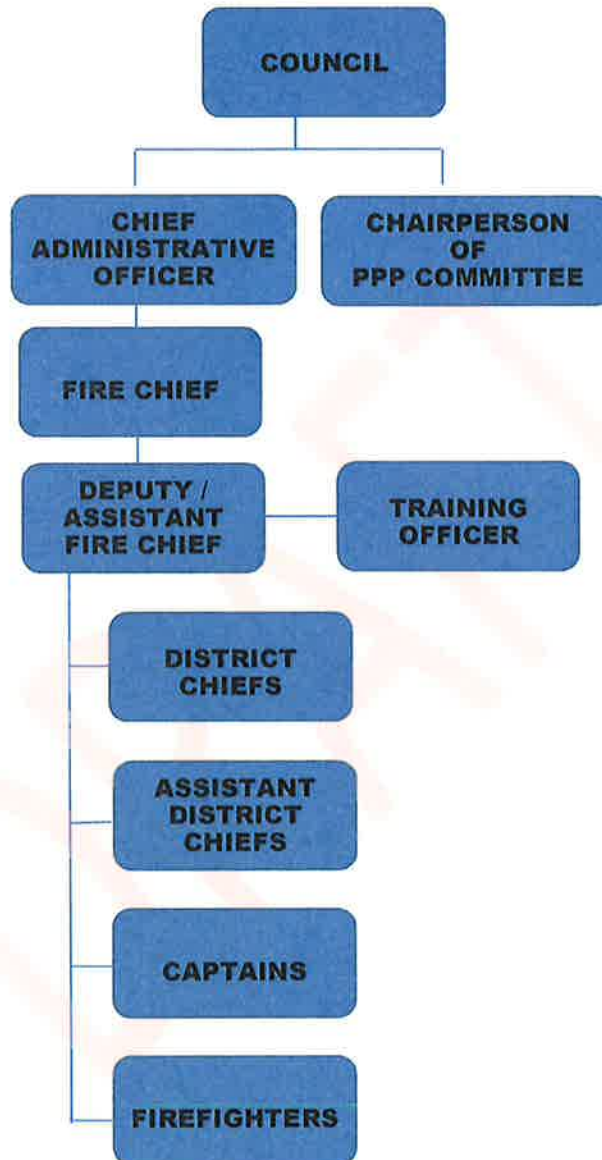 COUNCIL
CHIEF
ADMINISTRATIVE
OFFICER
CHAIRPERSON
OF
PPP COMMITTEE
FIRE CHIEF
DEPUTY /
ASSISTANT
FIRE CHIEF
TRAINING
OFFICER
DISTRICT
CHIEFS
ASSISTANT
DISTRICT
CHIEFS
CAPTAINS
FIREFIGHTERS